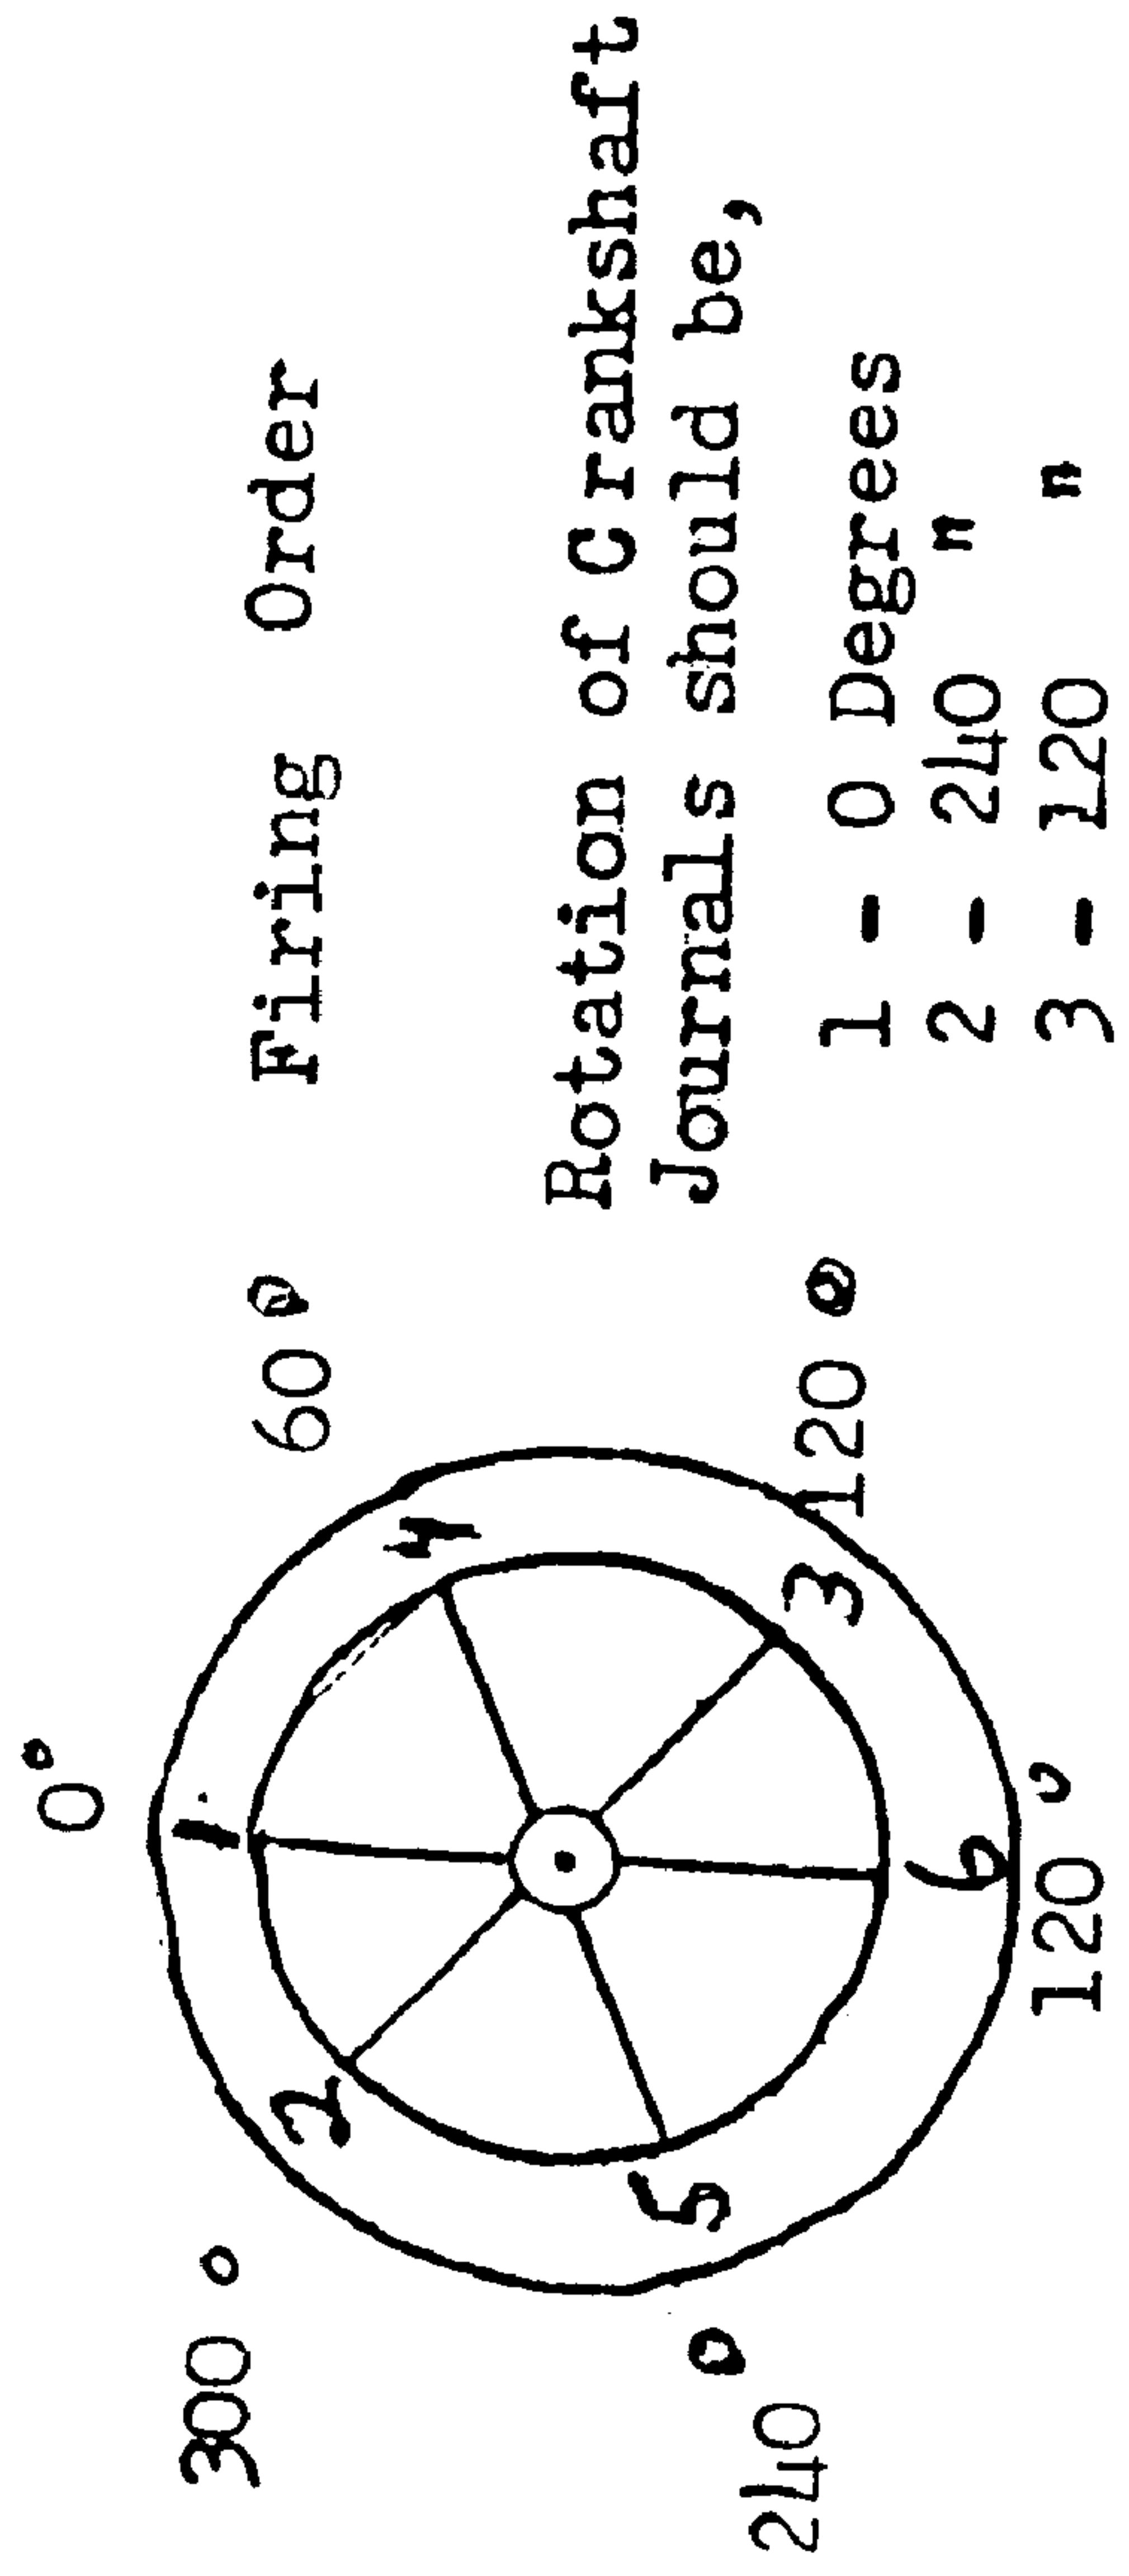 0°
60°
120°
120°
240°
300°
1
4
3
6
5
2
Firing Order
Rotation of Crankshaft
Journals should be,
1 - 0 Degrees
2 - 240 "
3 - 120 "